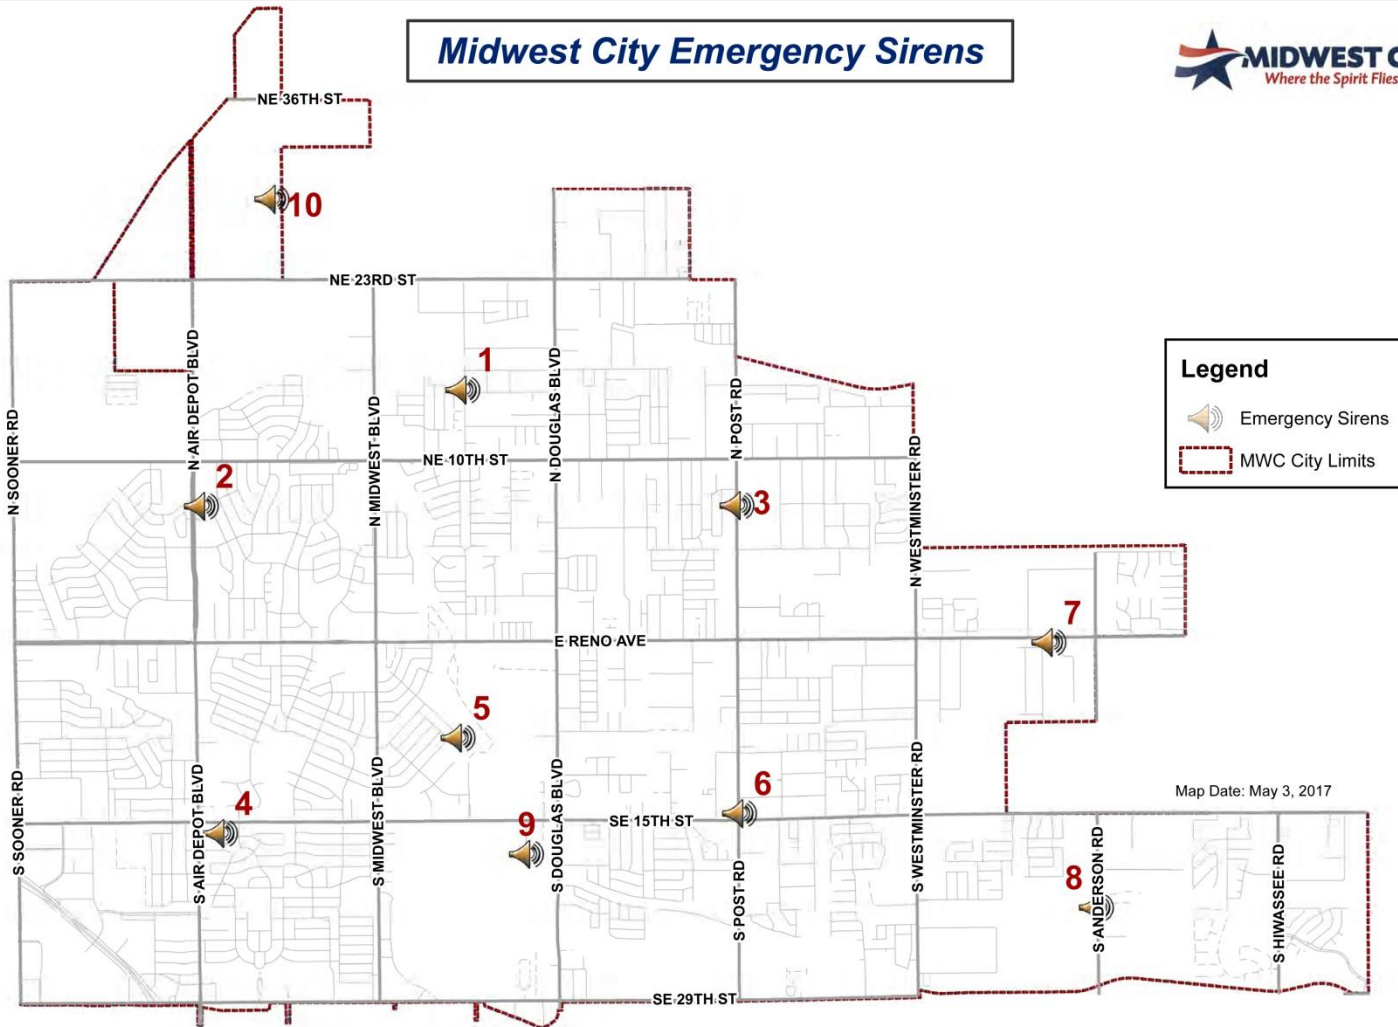 Midwest City Emergency Sirens
MIDWEST C
Where the Spirit Flies
NE 36TH ST
10
NE 23RD ST
1
N SOONER RD
N AIR DEPOT BLVD
N MIDWEST BLVD
N DOUGLAS BLVD
N POST RD
N WESTMINSTER RD
Legend
Emergency Sirens
MWC City Limits
NE 10TH ST
2
3
7
E RENO AVE
5
6
4
9
S SOONER RD
S AIR DEPOT BLVD
S MIDWEST BLVD
S DOUGLAS BLVD
S POST RD
S WESTMINSTER RD
Map Date: May 3, 2017
SE 15TH ST
8
S ANDERSON RD
S HIWASSEE RD
SE 29TH ST